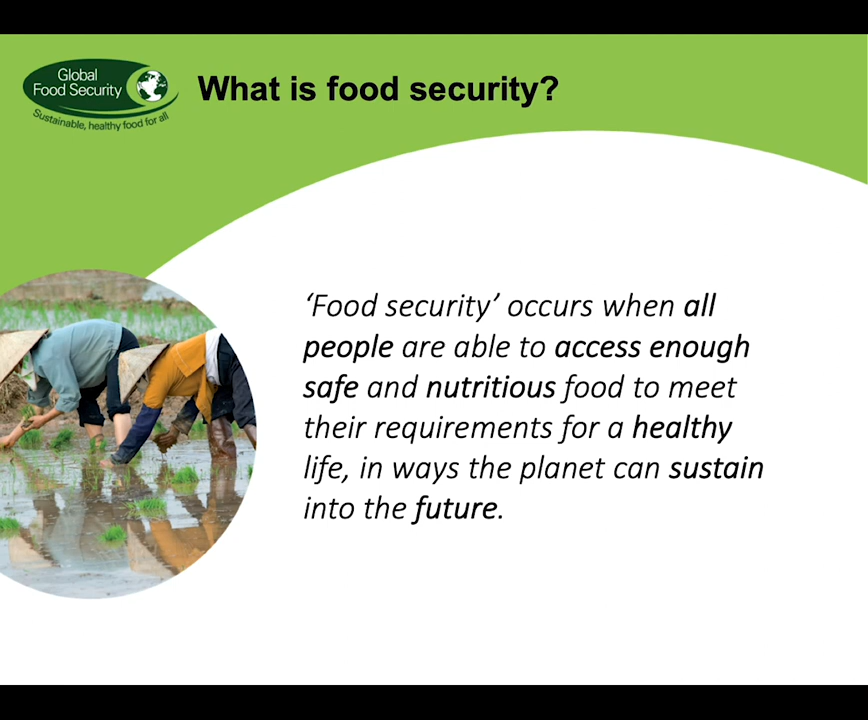 Global
Food Security
Sustainable, healthy food for all
What is food security?
‘Food security’ occurs when all
people are able to access enough
safe and nutritious food to meet
their requirements for a healthy
life, in ways the planet can sustain
into the future.